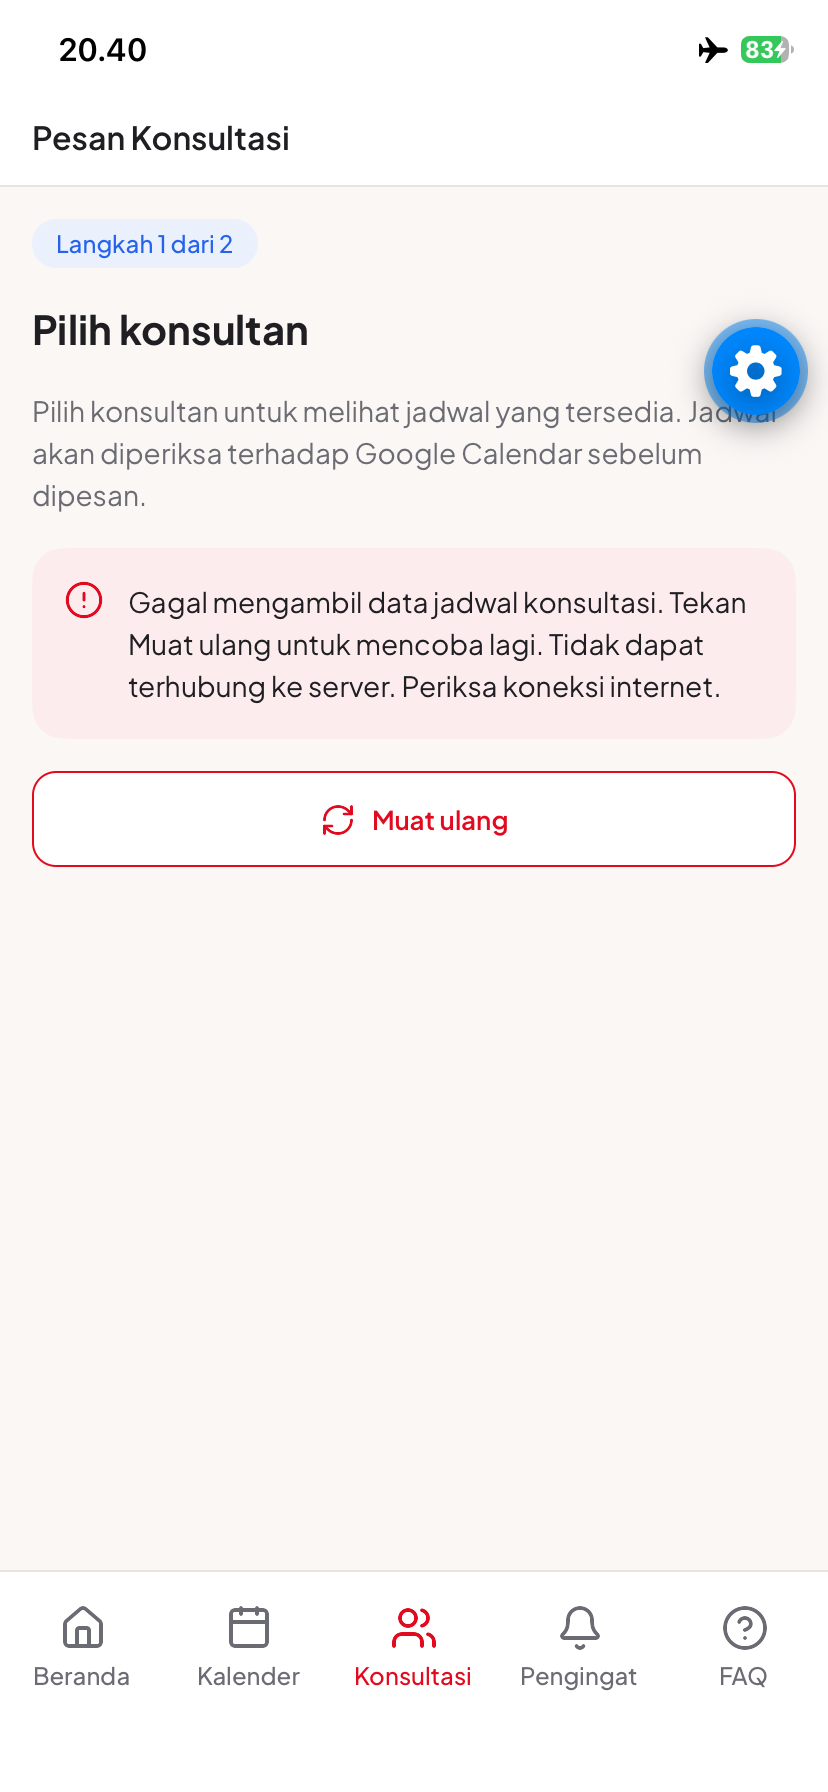 20.40
83
Pesan Konsultasi
Langkah 1 dari 2
Pilih konsultan
Pilih konsultan untuk melihat jadwal yang tersedia. Jadwal
akan diperiksa terhadap Google Calendar sebelum
dipesan.
Gagal mengambil data jadwal konsultasi. Tekan
Muat ulang untuk mencoba lagi. Tidak dapat
terhubung ke server. Periksa koneksi internet.
Muat ulang
Beranda
Kalender
Konsultasi
Pengingat
FAQ